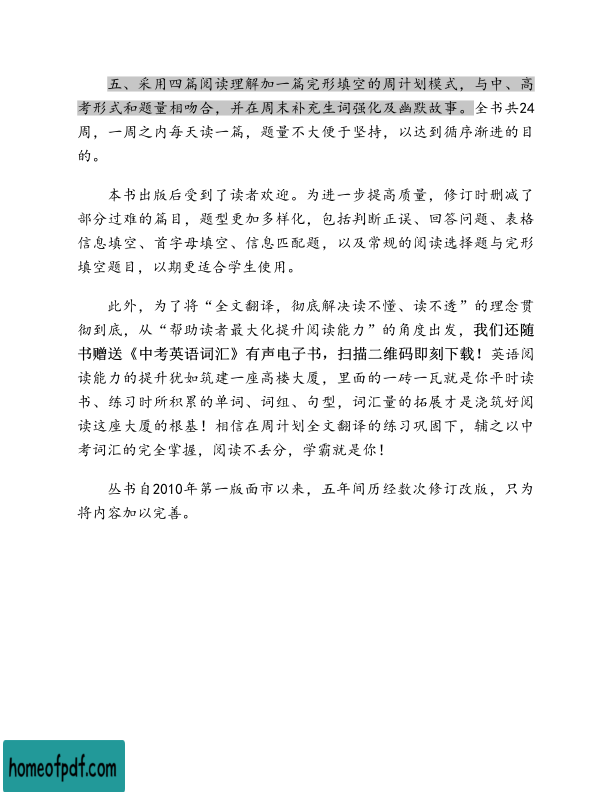 五、采用四篇阅读理解加一篇完形填空的周计划模式，与中、高
考形式和题量相吻合，并在周末补充生词强化及幽默故事。全书共24
周，一周之内每天读一篇，题量不大便于坚持，以达到循序渐进的目
的。
本书出版后受到了读者欢迎。为进一步提高质量，修订时删减了
部分过难的篇目，题型更加多样化，包括判断正误、回答问题、表格
信息填空、首字母填空、信息匹配题，以及常规的阅读选择题与完形
填空题目，以期更适合学生使用。
此外，为了将“全文翻译，彻底解决读不懂、读不透”的理念贯
彻到底，从“帮助读者最大化提升阅读能力”的角度出发，我们还随
书赠送《中考英语词汇》有声电子书，扫描二维码即刻下载！英语阅
读能力的提升犹如筑建一座高楼大厦，里面的一砖一瓦就是你平时读
书、练习时所积累的单词、词组、句型，词汇量的拓展才是浇筑好阅
读这座大厦的根基！相信在周计划全文翻译的练习巩固下，辅之以中
考词汇的完全掌握，阅读不丢分，学霸就是你！
丛书自2010年第一版面市以来，五年间历经数次修订改版，只为
将内容加以完善。
homeofpdf.com